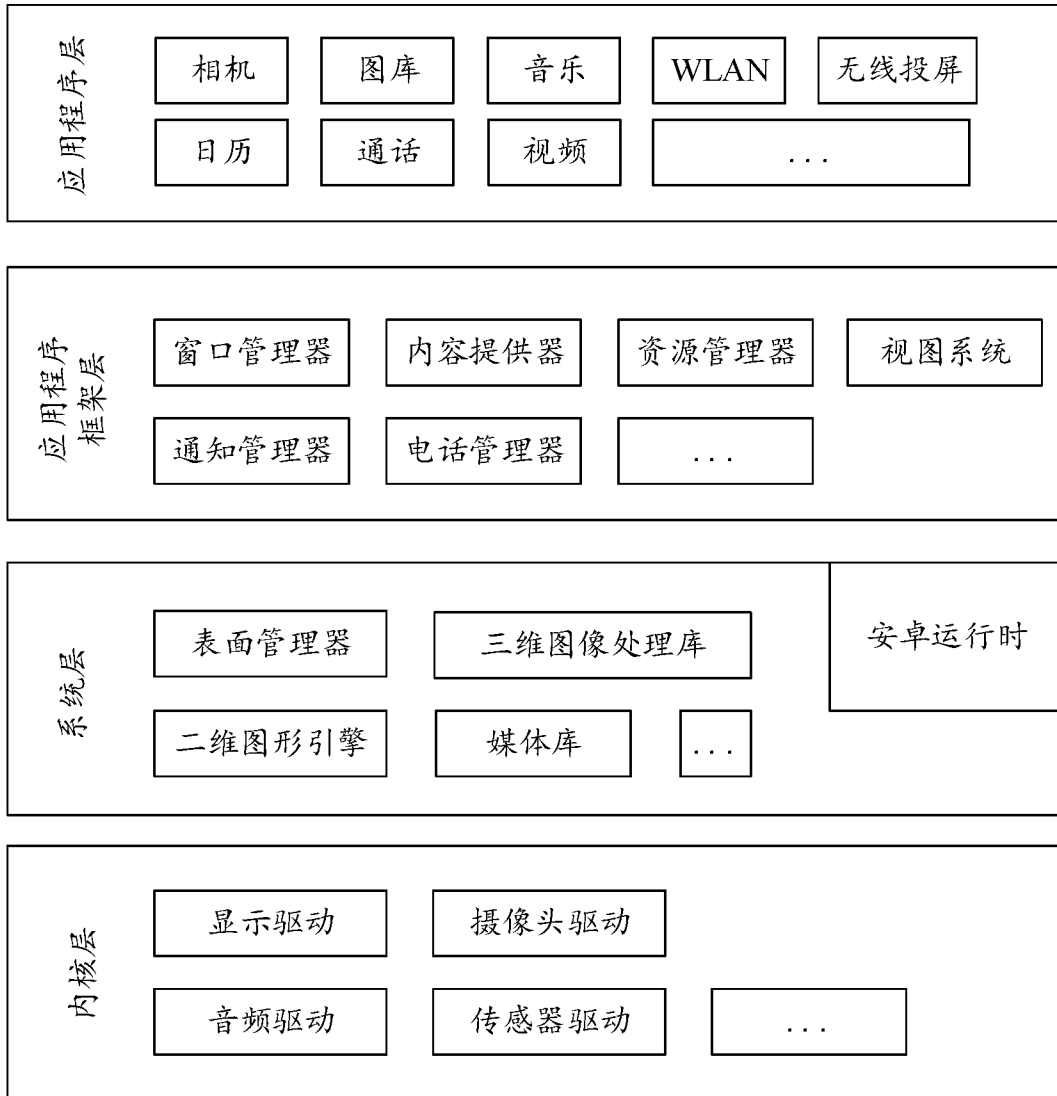 应用程序层
相机 图库 音乐 WLAN 无线投屏
日历 通话 视频 ...
应用程序
框架层
窗口管理器 内容提供器 资源管理器 视图系统
通知管理器 电话管理器 ...
系统层
表面管理器 三维图像处理库 安卓运行时
二维图形引擎 媒体库 ...
内核层
显示驱动 摄像头驱动
音频驱动 传感器驱动 ...